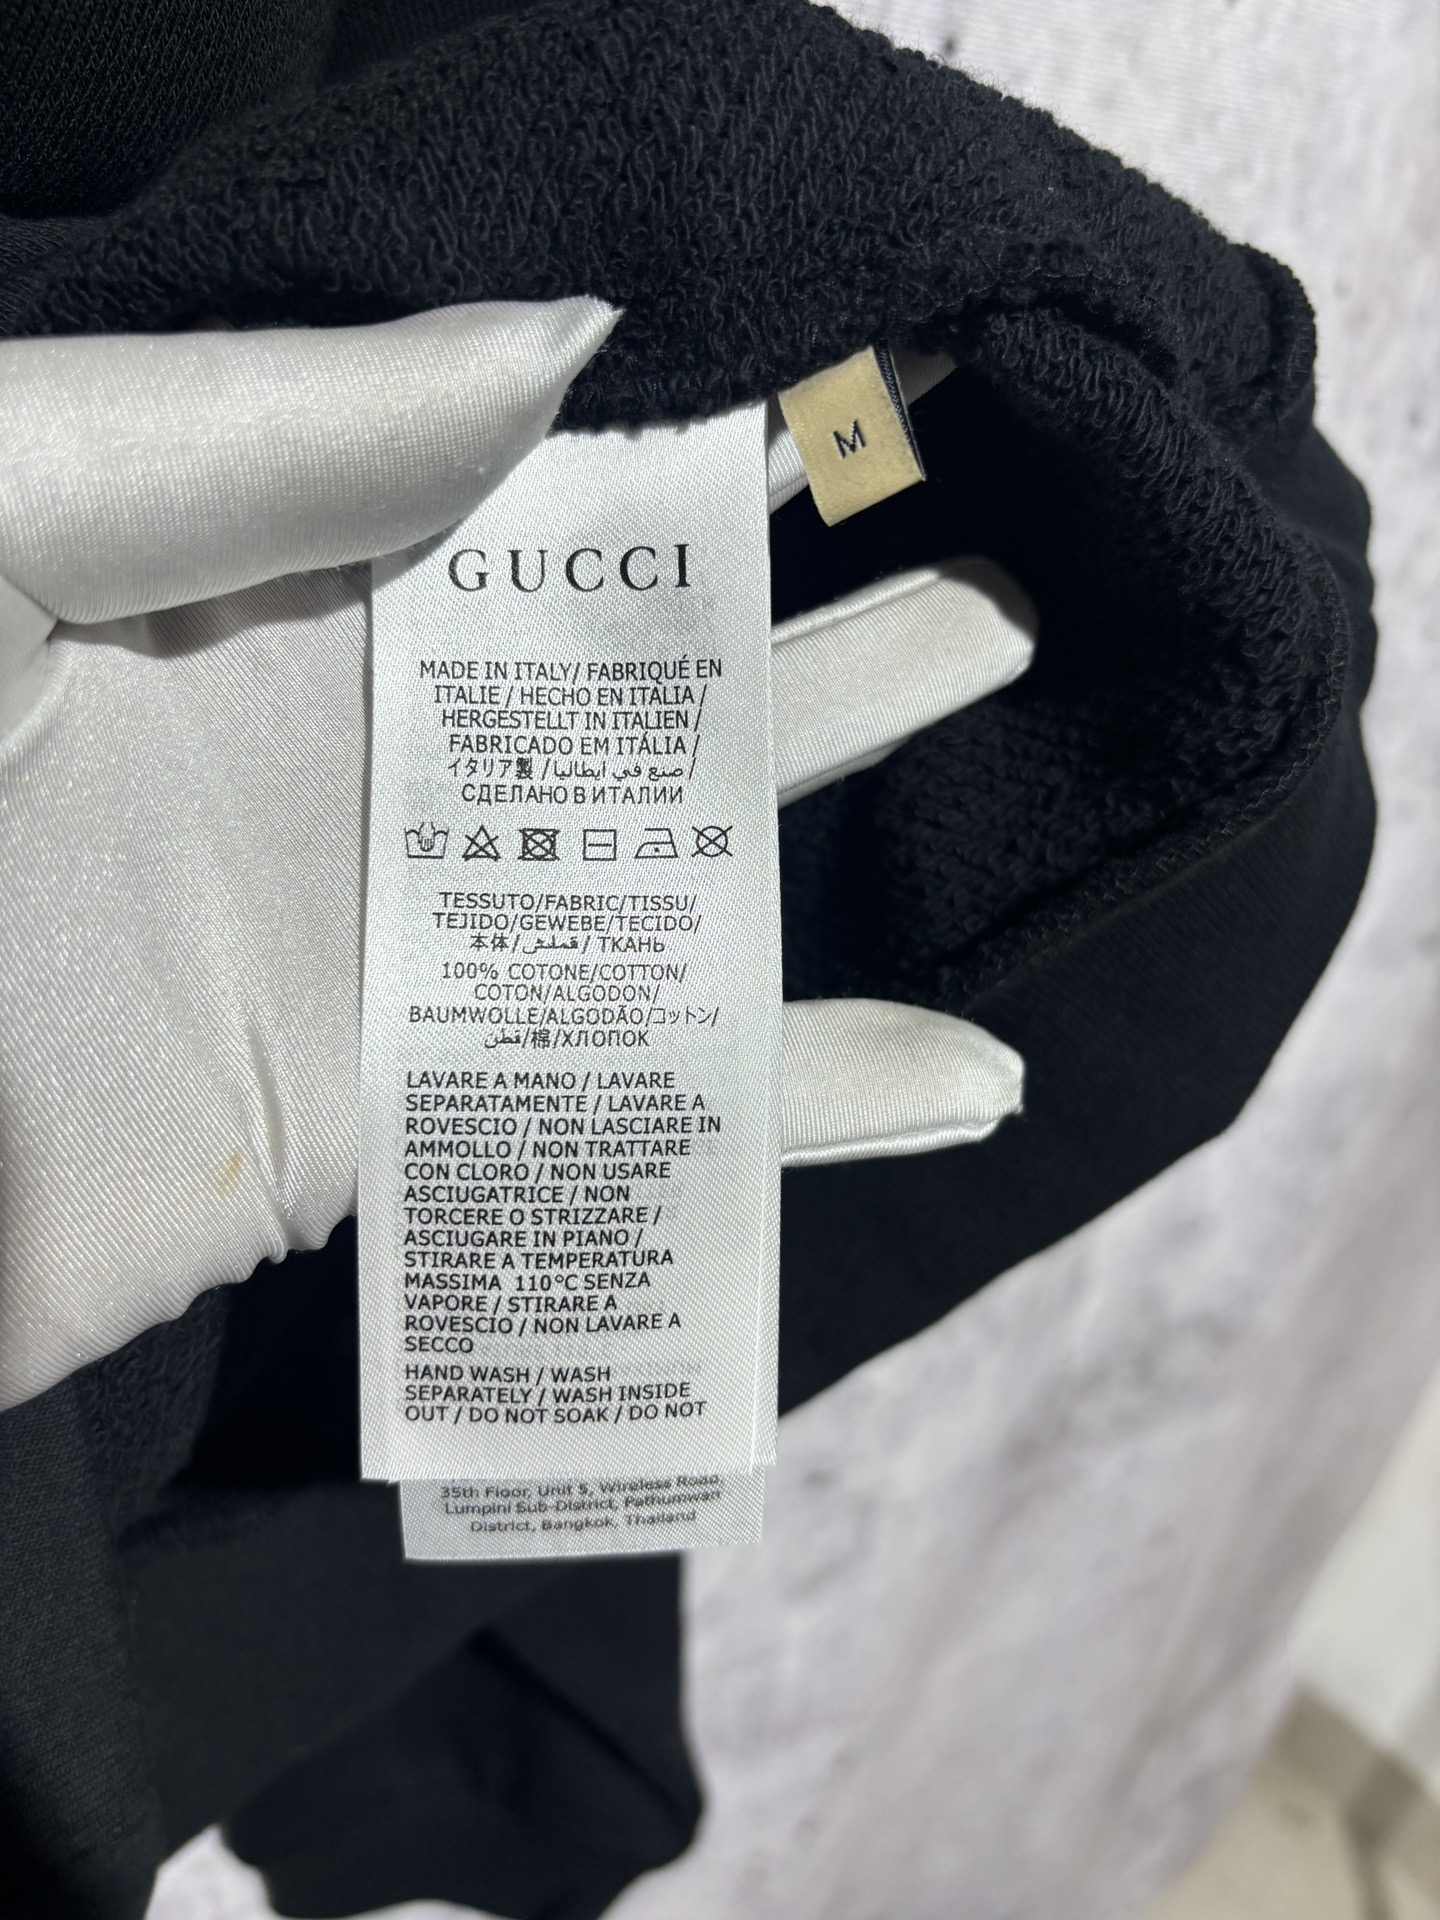 M
GUCCI
MADE IN ITALY/ FABRIQUÉ EN
ITALIE / HECHO EN ITALIA /
HERGESTELLT IN ITALIEN /
FABRICADO EM ITÁLIA /
イタリア製 / صنع في ايطاليا /
СДЕЛАНО В ИТАЛИИ
TESSUTO/FABRIC/TISSU/
TEJIDO/GEWEBE/TECIDO/
本体/ قملش / ТКАНЬ
100% COTONE/COTTON/
COTON/ALGODON/
BAUMWOLLE/ALGODÃO/コットン/
قطن/棉/ХЛОПОК
LAVARE A MANO / LAVARE
SEPARATAMENTE / LAVARE A
ROVESCIO / NON LASCIARE IN
AMMOLLO / NON TRATTARE
CON CLORO / NON USARE
ASCIUGATRICE / NON
TORCERE O STRIZZARE /
ASCIUGARE IN PIANO /
STIRARE A TEMPERATURA
MASSIMA 110°C SENZA
VAPORE / STIRARE A
ROVESCIO / NON LAVARE A
SECCO
HAND WASH / WASH
SEPARATELY / WASH INSIDE
OUT / DO NOT SOAK / DO NOT
35th Floor, Unit 5, Wireless Road,
Lumpini Sub-District, Pathumwan
District, Bangkok, Thailand